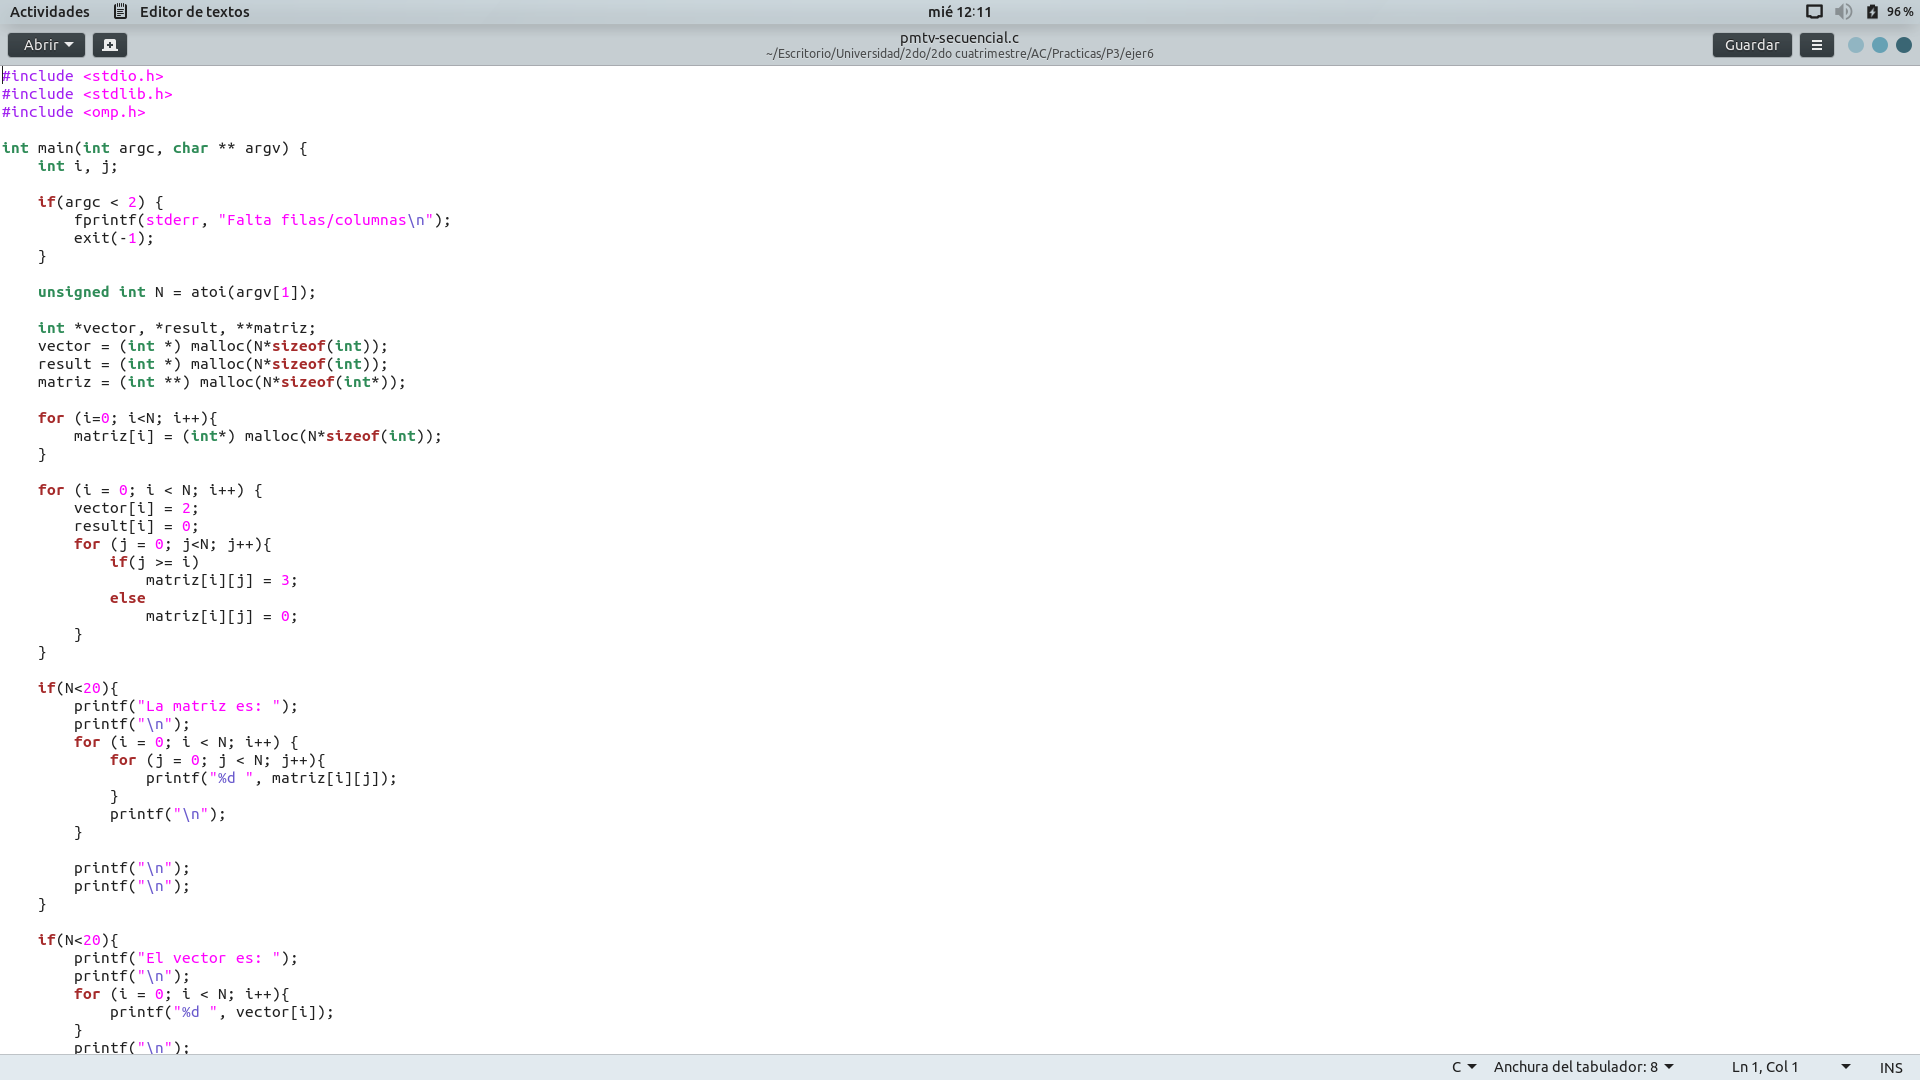 Actividades Editor de textos mié 12:11 96 %
Abrir pmtv-secuencial.c Guardar
~/Escritorio/Universidad/2do/2do cuatrimestre/AC/Practicas/P3/ejer6
#include <stdio.h>
#include <stdlib.h>
#include <omp.h>

int main(int argc, char ** argv) {
    int i, j;

    if(argc < 2) {
        fprintf(stderr, "Falta filas/columnas\n");
        exit(-1);
    }

    unsigned int N = atoi(argv[1]);

    int *vector, *result, **matriz;
    vector = (int *) malloc(N*sizeof(int));
    result = (int *) malloc(N*sizeof(int));
    matriz = (int **) malloc(N*sizeof(int*));

    for (i=0; i<N; i++){
        matriz[i] = (int*) malloc(N*sizeof(int));
    }

    for (i = 0; i < N; i++) {
        vector[i] = 2;
        result[i] = 0;
        for (j = 0; j<N; j++){
            if(j >= i)
                matriz[i][j] = 3;
            else
                matriz[i][j] = 0;
        }
    }

    if(N<20){
        printf("La matriz es: ");
        printf("\n");
        for (i = 0; i < N; i++) {
            for (j = 0; j < N; j++){
                printf("%d ", matriz[i][j]);
            }
            printf("\n");
        }

        printf("\n");
        printf("\n");
    }

    if(N<20){
        printf("El vector es: ");
        printf("\n");
        for (i = 0; i < N; i++){
            printf("%d ", vector[i]);
        }
        printf("\n");
C Anchura del tabulador: 8 Ln 1, Col 1 INS